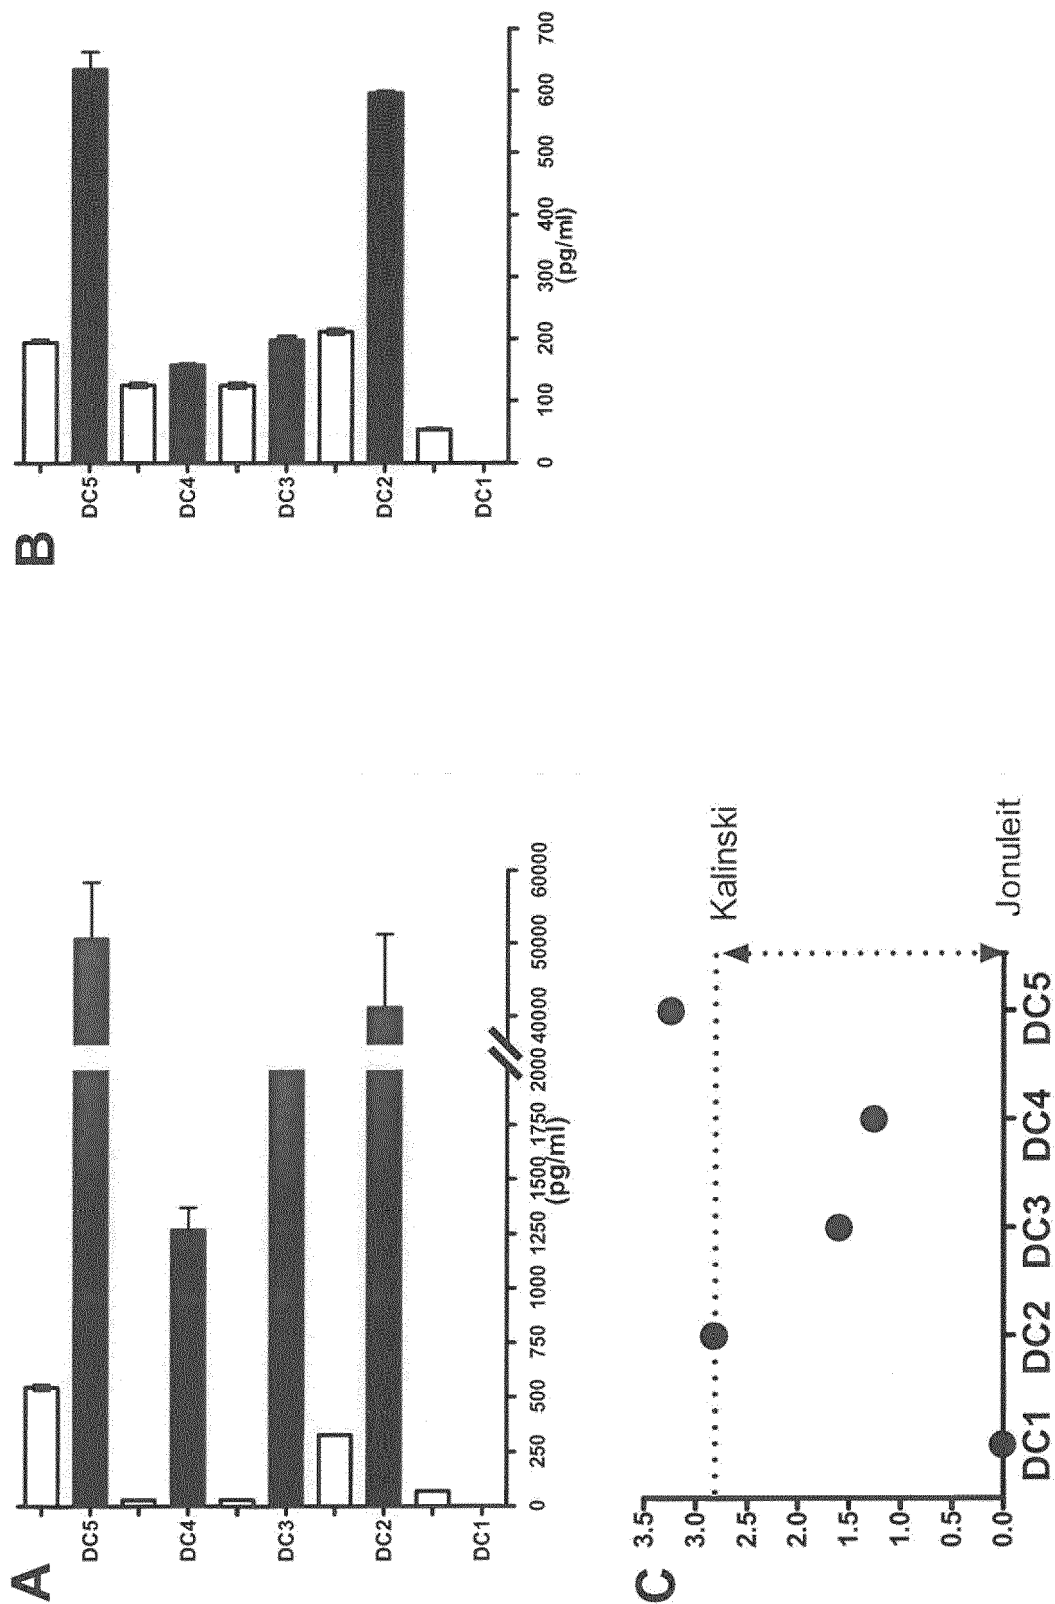 A
DC5
DC4
DC3
DC2
DC1
0 250 500 750 1000 1250 1500 1750 2000 40000 50000 60000
(pg/ml)
B
DC5
DC4
DC3
DC2
DC1
0 100 200 300 400 500 600 700
(pg/ml)
C
3.5
3.0
2.5
2.0
1.5
1.0
0.5
0.0
Kalinski
Jonuleit
DC1 DC2 DC3 DC4 DC5